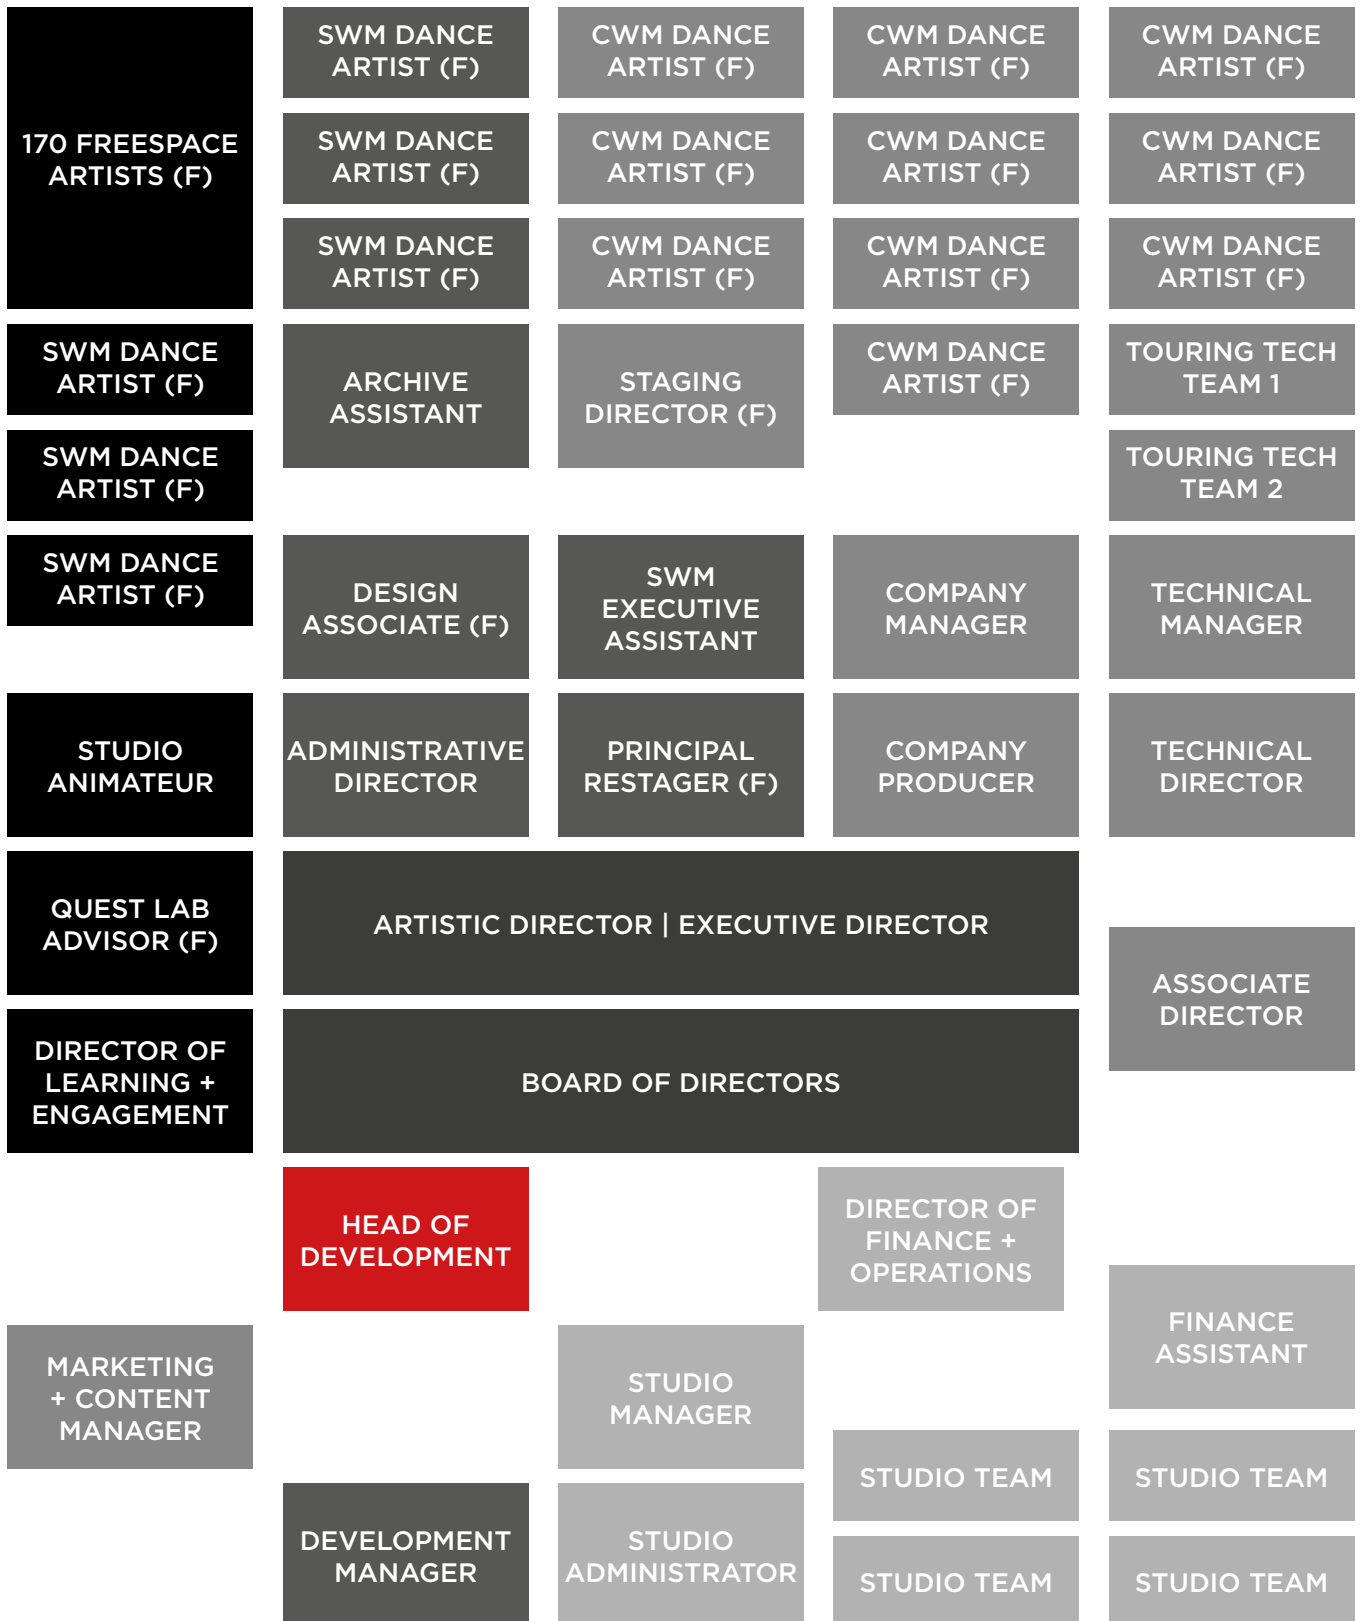 170 FREESPACE
ARTISTS (F)
SWM DANCE
ARTIST (F)
CWM DANCE
ARTIST (F)
CWM DANCE
ARTIST (F)
CWM DANCE
ARTIST (F)
SWM DANCE
ARTIST (F)
CWM DANCE
ARTIST (F)
CWM DANCE
ARTIST (F)
CWM DANCE
ARTIST (F)
SWM DANCE
ARTIST (F)
CWM DANCE
ARTIST (F)
CWM DANCE
ARTIST (F)
CWM DANCE
ARTIST (F)
SWM DANCE
ARTIST (F)
ARCHIVE
ASSISTANT
STAGING
DIRECTOR (F)
CWM DANCE
ARTIST (F)
TOURING TECH
TEAM 1
SWM DANCE
ARTIST (F)
TOURING TECH
TEAM 2
SWM DANCE
ARTIST (F)
DESIGN
ASSOCIATE (F)
SWM
EXECUTIVE
ASSISTANT
COMPANY
MANAGER
TECHNICAL
MANAGER
STUDIO
ANIMATEUR
ADMINISTRATIVE
DIRECTOR
PRINCIPAL
RESTAGER (F)
COMPANY
PRODUCER
TECHNICAL
DIRECTOR
QUEST LAB
ADVISOR (F)
ARTISTIC DIRECTOR | EXECUTIVE DIRECTOR
ASSOCIATE
DIRECTOR
DIRECTOR OF
LEARNING +
ENGAGEMENT
BOARD OF DIRECTORS
HEAD OF
DEVELOPMENT
DIRECTOR OF
FINANCE +
OPERATIONS
FINANCE
ASSISTANT
MARKETING
+ CONTENT
MANAGER
STUDIO
MANAGER
STUDIO TEAM
STUDIO TEAM
DEVELOPMENT
MANAGER
STUDIO
ADMINISTRATOR
STUDIO TEAM
STUDIO TEAM